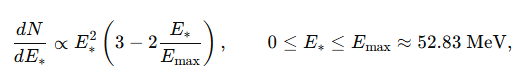 dN/dE_* ∝ E_*^2 (3 − 2 E_*/E_max), 0 ≤ E_* ≤ E_max ≈ 52.83 MeV,